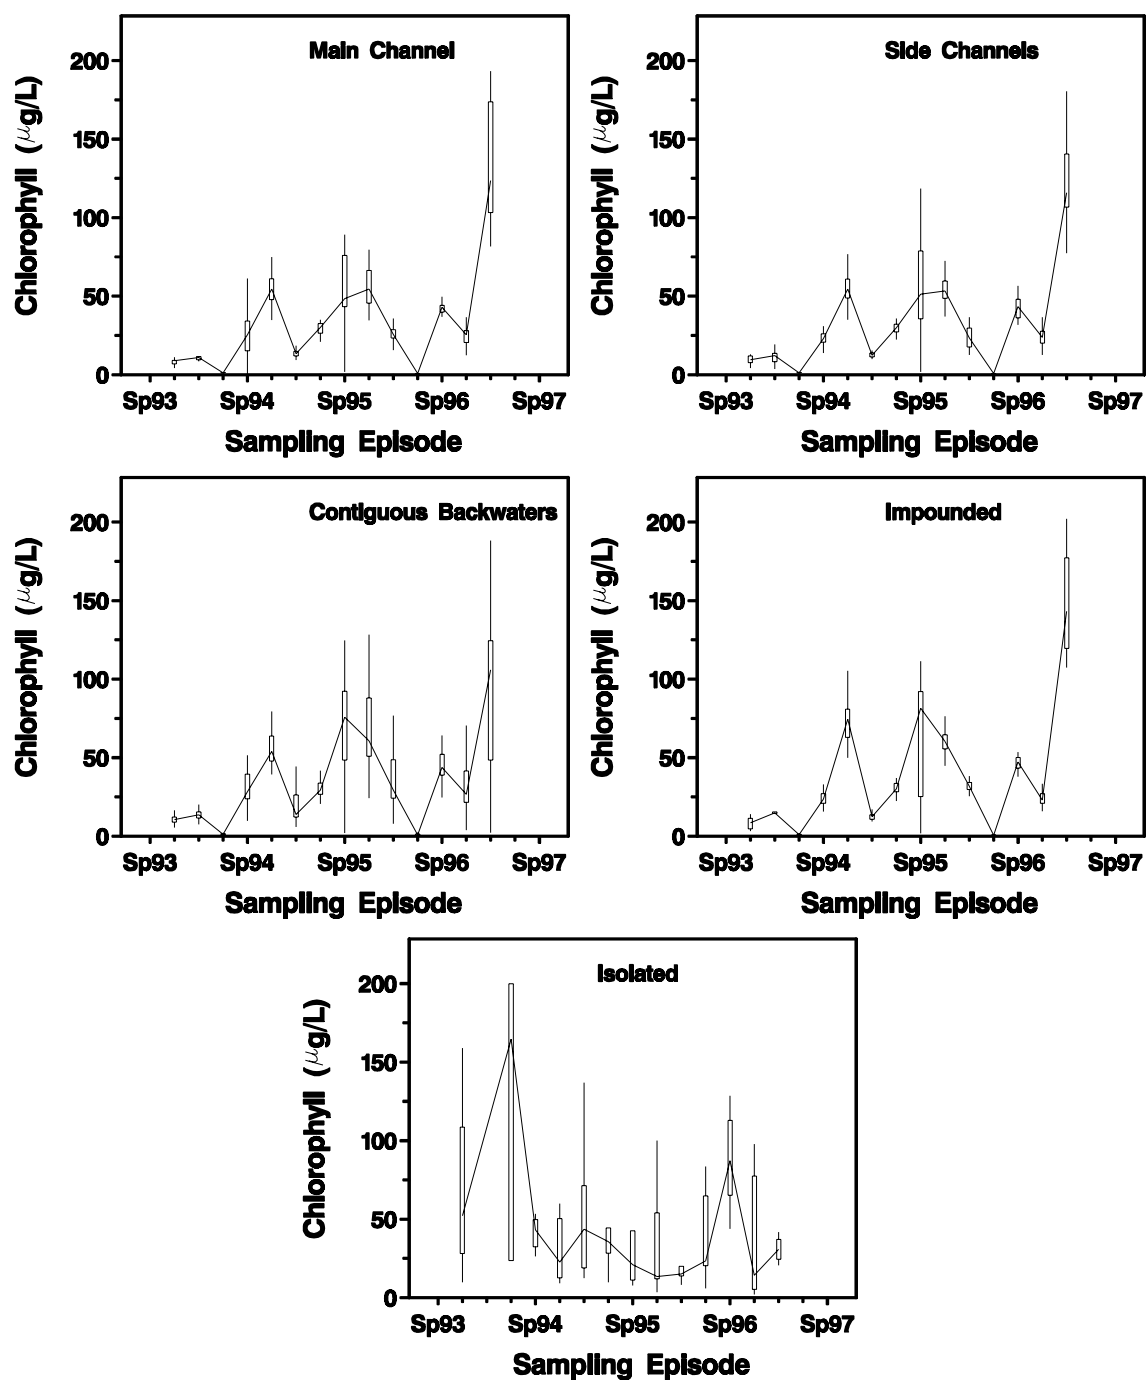 Main Channel
Chlorophyll (μg/L)
200
150
100
50
0
Sp93 Sp94 Sp95 Sp96 Sp97
Sampling Episode
Side Channels
Chlorophyll (μg/L)
200
150
100
50
0
Sp93 Sp94 Sp95 Sp96 Sp97
Sampling Episode
Contiguous Backwaters
Chlorophyll (μg/L)
200
150
100
50
0
Sp93 Sp94 Sp95 Sp96 Sp97
Sampling Episode
Impounded
Chlorophyll (μg/L)
200
150
100
50
0
Sp93 Sp94 Sp95 Sp96 Sp97
Sampling Episode
Isolated
Chlorophyll (μg/L)
200
150
100
50
0
Sp93 Sp94 Sp95 Sp96 Sp97
Sampling Episode